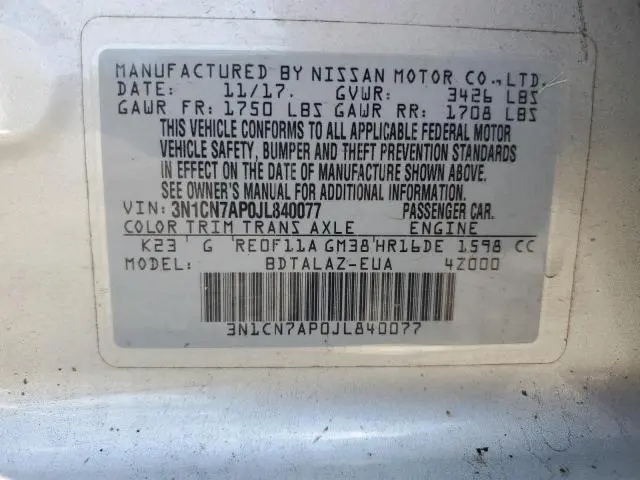 MANUFACTURED BY NISSAN MOTOR CO.,LTD.
DATE: 11/17. GVWR: 3426 LBS
GAWR FR: 1750 LBS GAWR RR: 1708 LBS
THIS VEHICLE CONFORMS TO ALL APPLICABLE FEDERAL MOTOR
VEHICLE SAFETY, BUMPER AND THEFT PREVENTION STANDARDS
IN EFFECT ON THE DATE OF MANUFACTURE SHOWN ABOVE.
SEE OWNER'S MANUAL FOR ADDITIONAL INFORMATION.
VIN: 3N1CN7AP0JL840077 PASSENGER CAR.
COLOR TRIM TRANS AXLE ENGINE
K23 G RE0F11A GM38 HR16DE 1598 CC
MODEL: BDTALAZ-EUA 4Z000
3N1CN7AP0JL840077